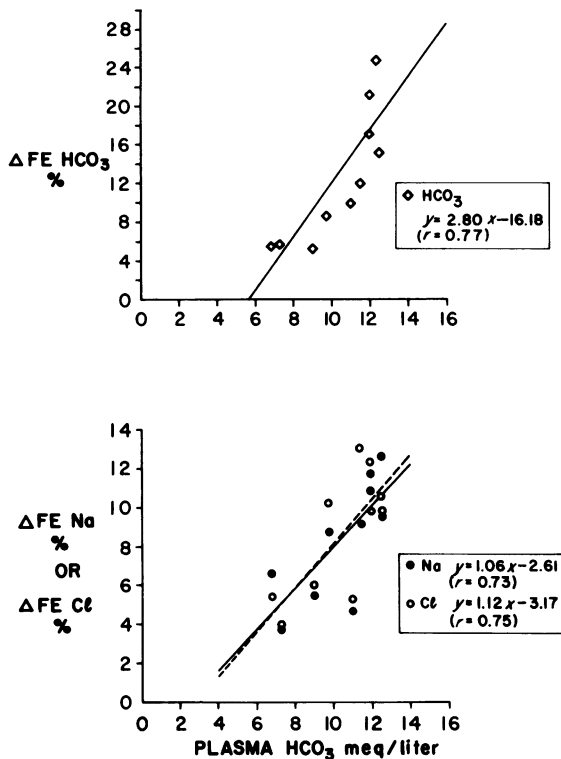 28
24
20
16
12
8
4
0
△ FE HCO₃
%
◇ HCO₃
y= 2.80 x−16.18
(r= 0.77)
0 2 4 6 8 10 12 14 16
14
12
10
8
6
4
2
0
△FE Na
%
OR
△FE Cl
%
● Na y=1.06x−2.61
(r=0.73)
○ Cl y=1.12x−3.17
(r=0.75)
0 2 4 6 8 10 12 14 16
PLASMA HCO₃ meq/liter